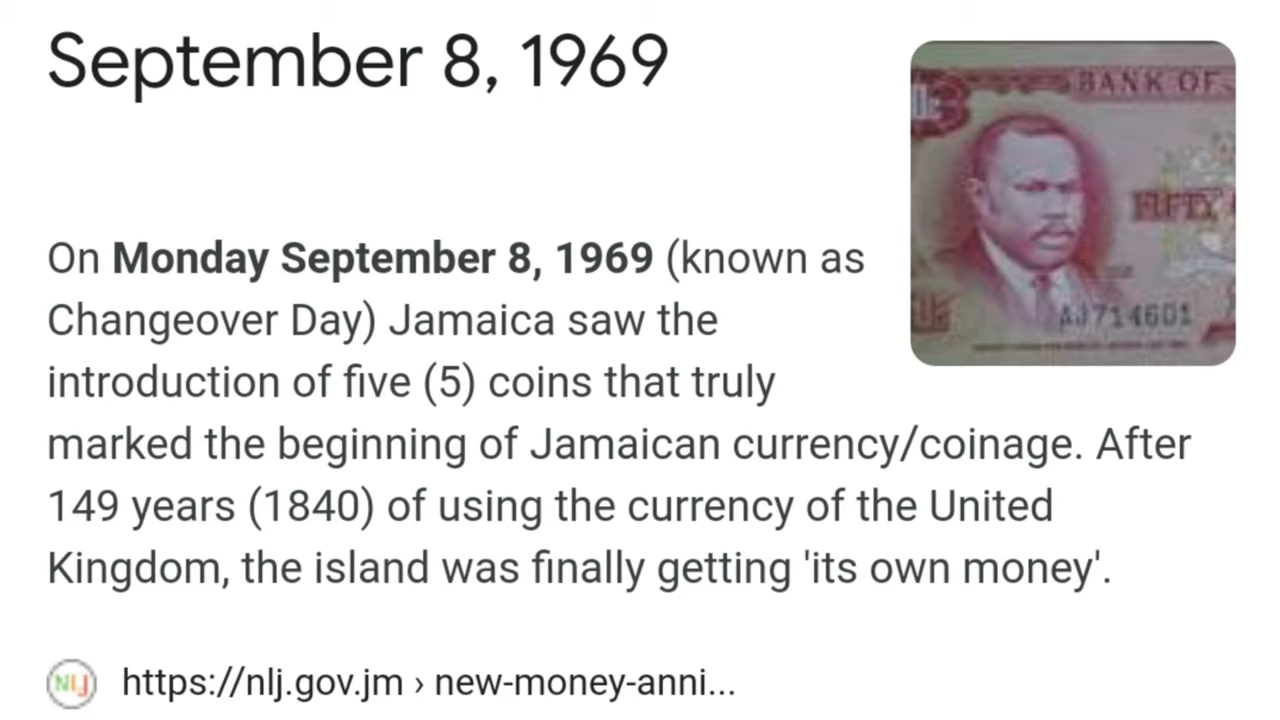 September 8, 1969
BANK OF
FIFTY
AJ714601
On Monday September 8, 1969 (known as
Changeover Day) Jamaica saw the
introduction of five (5) coins that truly
marked the beginning of Jamaican currency/coinage. After
149 years (1840) of using the currency of the United
Kingdom, the island was finally getting 'its own money'.
NLJ
https://nlj.gov.jm › new-money-anni...